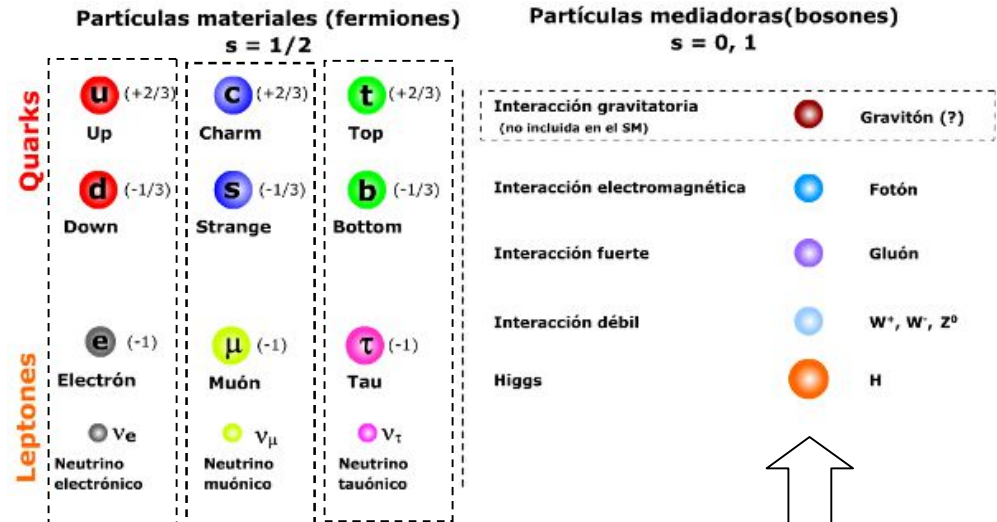 Partículas materiales (fermiones)
s = 1/2
Quarks
u (+2/3) c (+2/3) t (+2/3)
Up Charm Top
d (-1/3) s (-1/3) b (-1/3)
Down Strange Bottom
Leptones
e (-1) μ (-1) τ (-1)
Electrón Muón Tau
νe νμ ντ
Neutrino Neutrino Neutrino
electrónico muónico tauónico
Partículas mediadoras(bosones)
s = 0, 1
Interacción gravitatoria Gravitón (?)
(no incluida en el SM)
Interacción electromagnética Fotón
Interacción fuerte Gluón
Interacción débil W⁺, W⁻, Z⁰
Higgs H